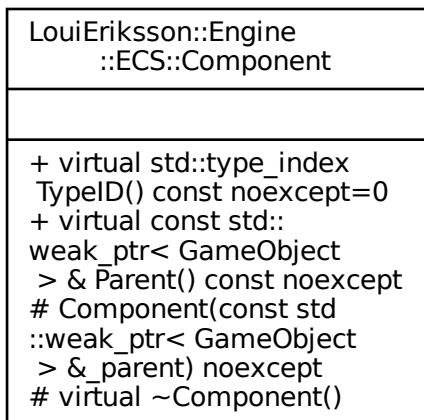 LouiEriksson::Engine
::ECS::Component
+ virtual std::type_index
TypeID() const noexcept=0
+ virtual const std::
weak_ptr< GameObject
> & Parent() const noexcept
# Component(const std
::weak_ptr< GameObject
> &_parent) noexcept
# virtual ~Component()